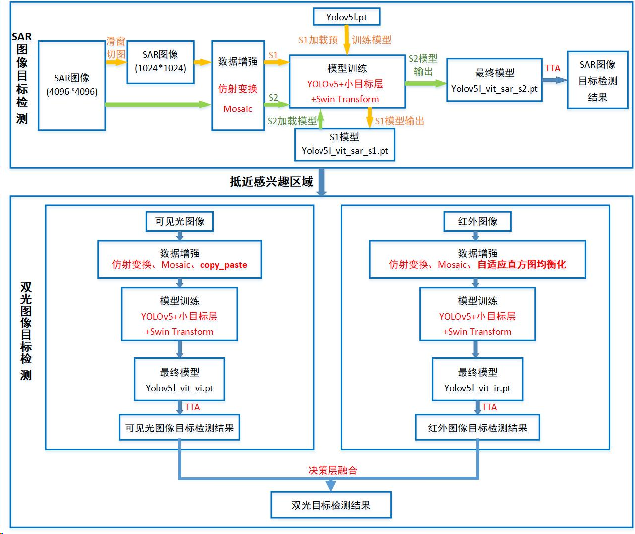 SAR图像目标检测
Yolov5l.pt
S1加载预
训练模型
滑窗切图
SAR图像
(4096 *4096)
SAR图像
(1024*1024)
数据增强
仿射变换
Mosaic
S1
S2
模型训练
YOLOv5+小目标层
+Swin Transform
S2模型
输出
最终模型
Yolov5l_vit_sar_s2.pt
TTA
SAR图像
目标检测
结果
S2加载模型
S1模型输出
S1模型
Yolov5l_vit_sar_s1.pt
抵近感兴趣区域
双光图像目标检测
可见光图像
数据增强
仿射变换、Mosaic、copy_paste
模型训练
YOLOv5+小目标层
+Swin Transform
最终模型
Yolov5l_vit_vi.pt
TTA
可见光图像目标检测结果
红外图像
数据增强
仿射变换、Mosaic、自适应直方图均衡化
模型训练
YOLOv5+小目标层
+Swin Transform
最终模型
Yolov5l_vit_ir.pt
TTA
红外图像目标检测结果
决策层融合
双光目标检测结果